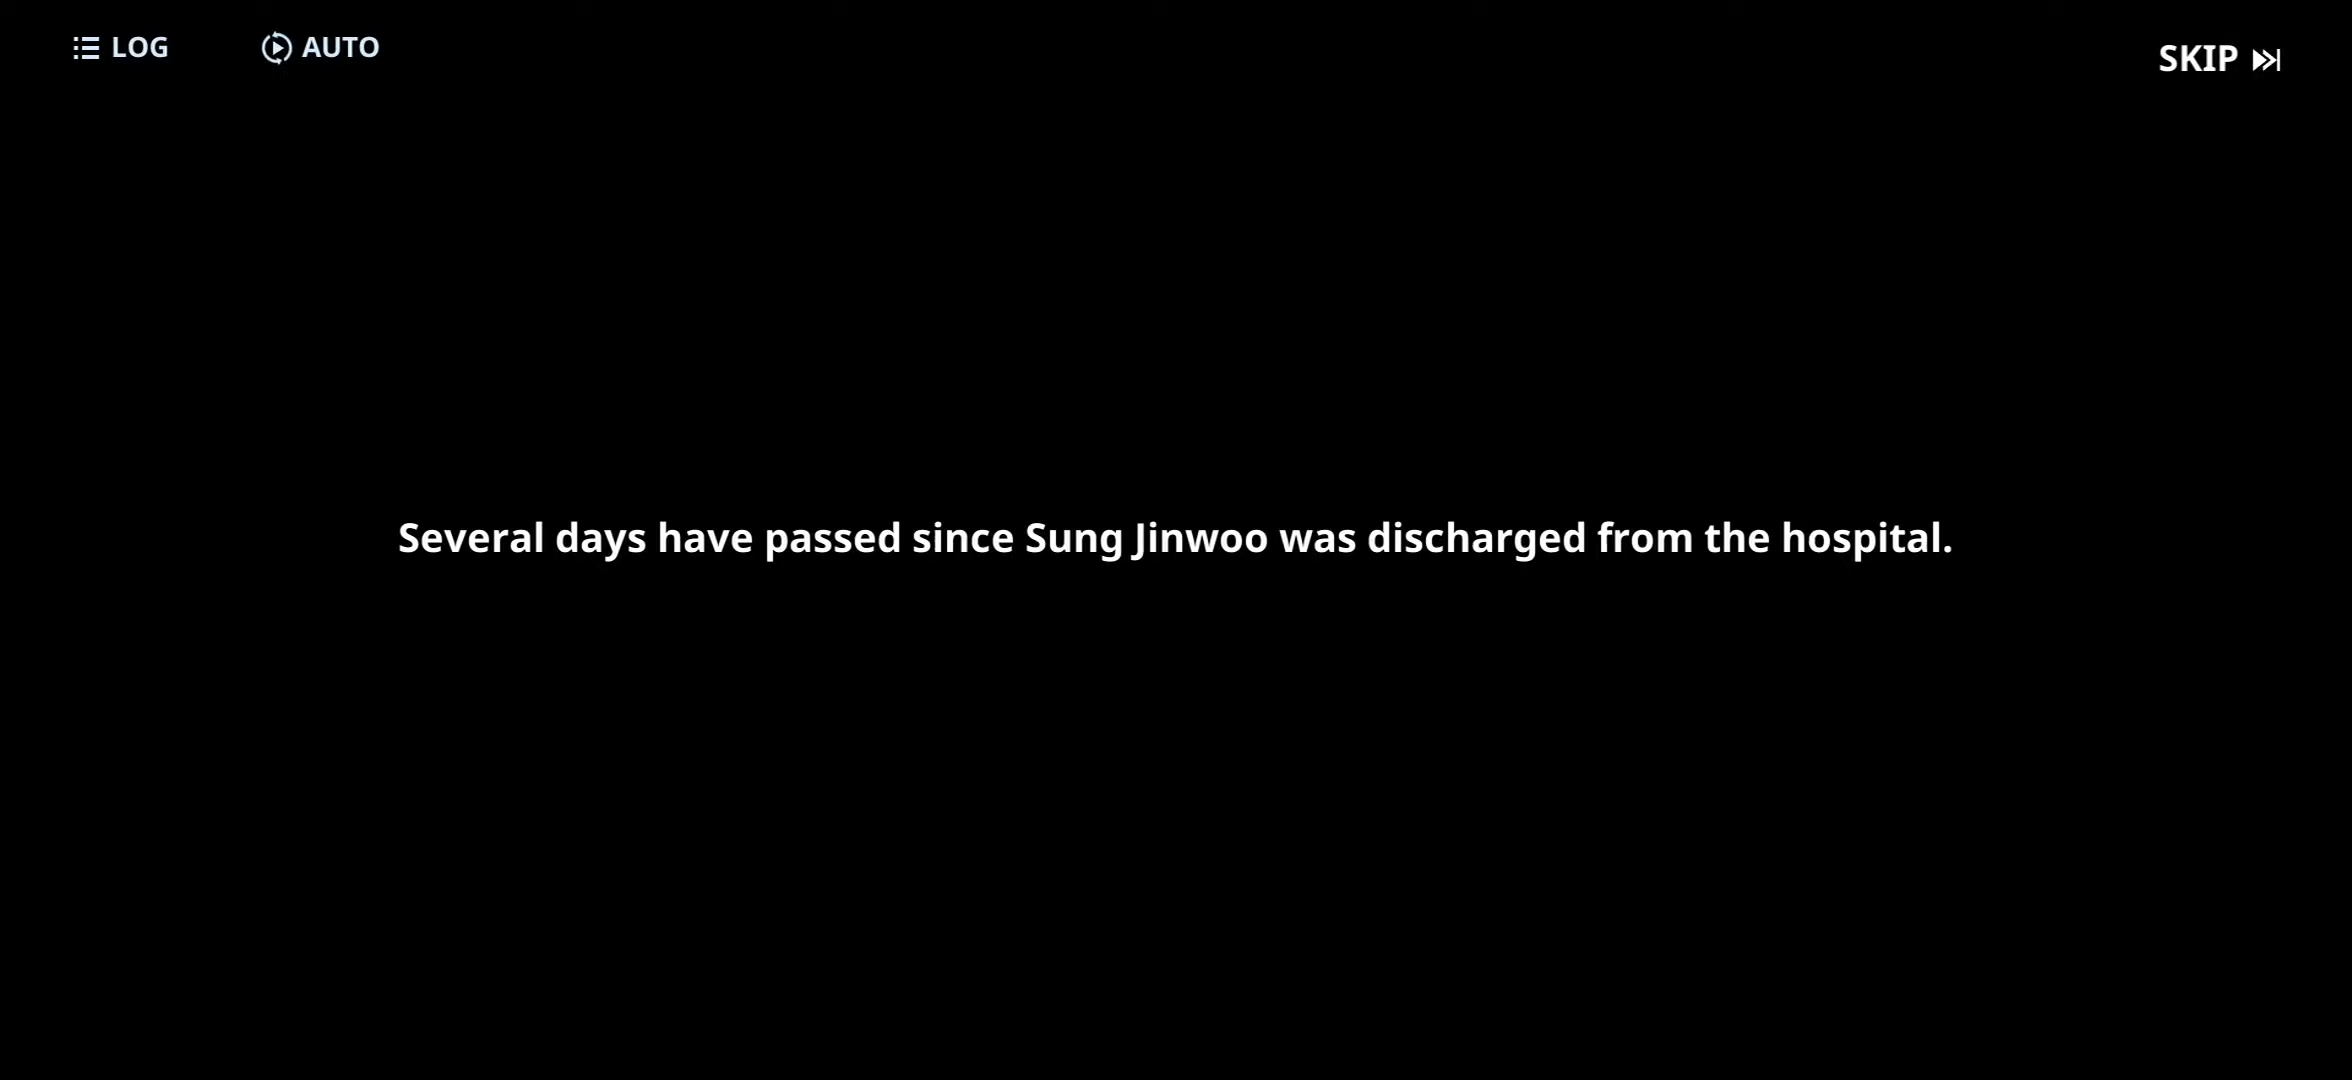 LOG
AUTO
SKIP
Several days have passed since Sung Jinwoo was discharged from the hospital.